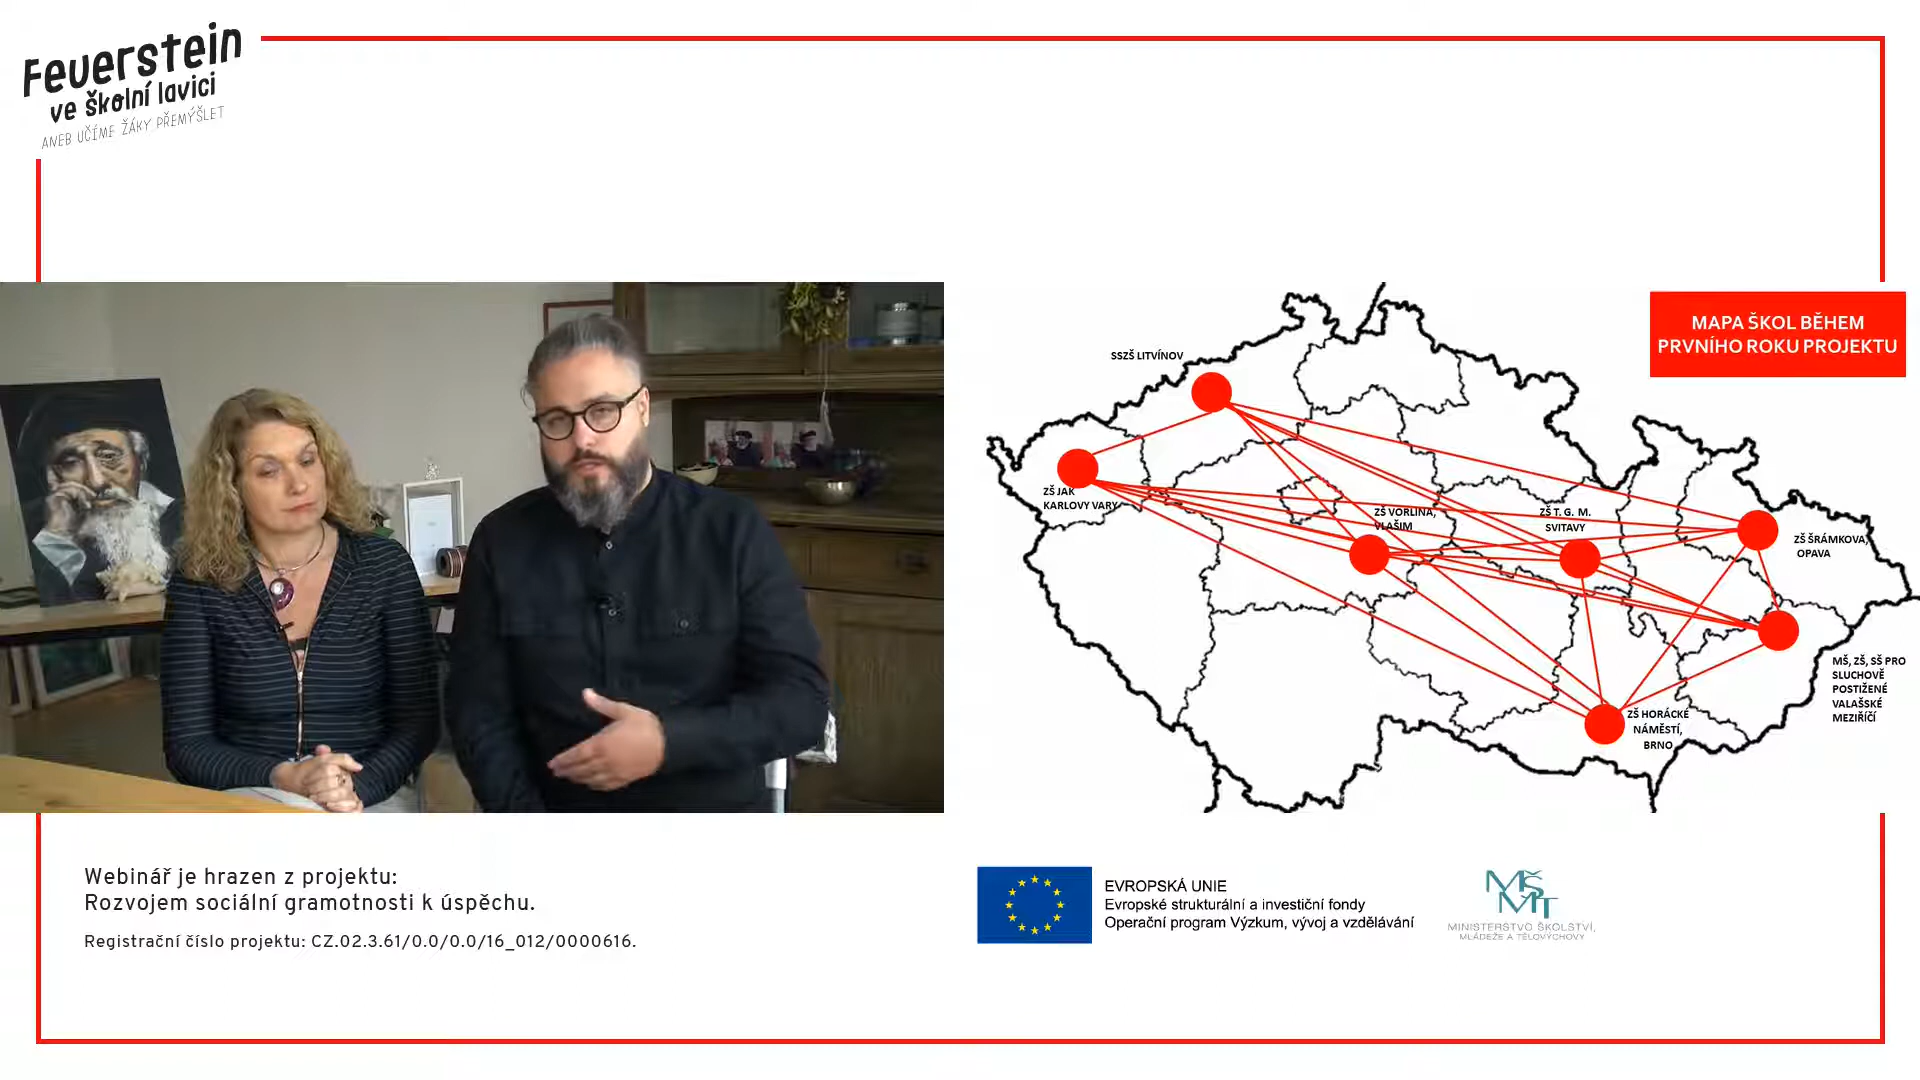 Feuerstein
ve školní lavici
ANEB UČÍME ŽÁKY PŘEMÝŠLET
MAPA ŠKOL BĚHEM
PRVNÍHO ROKU PROJEKTU
SSZŠ LITVÍNOV
ZŠ JAK
KARLOVY VARY
ZŠ VORLINA,
VLAŠIM
ZŠ T. G. M.
SVITAVY
ZŠ ŠRÁMKOVA,
OPAVA
MŠ, ZŠ, SŠ PRO
SLUCHOVĚ
POSTIŽENÉ
VALAŠSKÉ
MEZIŘÍČÍ
ZŠ HORÁCKÉ
NÁMĚSTÍ,
BRNO
Webinář je hrazen z projektu:
Rozvojem sociální gramotnosti k úspěchu.
Registrační číslo projektu: CZ.02.3.61/0.0/0.0/16_012/0000616.
EVROPSKÁ UNIE
Evropské strukturální a investiční fondy
Operační program Výzkum, vývoj a vzdělávání
MŠMT
MINISTERSTVO ŠKOLSTVÍ,
MLÁDEŽE A TĚLOVÝCHOVY